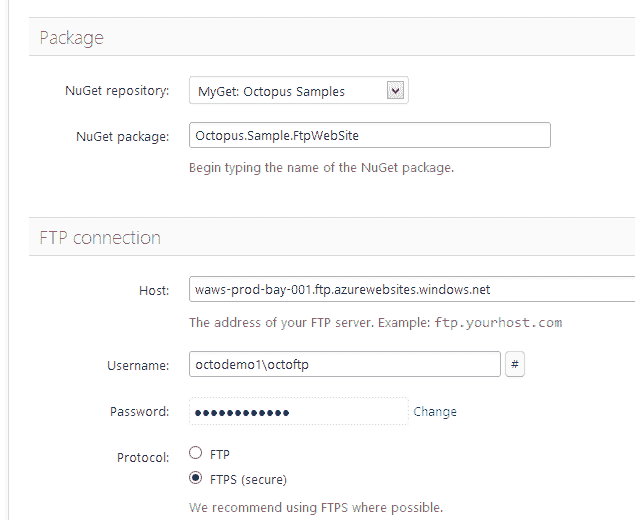 Package
NuGet repository: MyGet: Octopus Samples
NuGet package: Octopus.Sample.FtpWebSite
Begin typing the name of the NuGet package.
FTP connection
Host: waws-prod-bay-001.ftp.azurewebsites.windows.net
The address of your FTP server. Example: ftp.yourhost.com
Username: octodemo1\octoftp #
Password: ●●●●●●●●●●●● Change
Protocol: FTP
FTPS (secure)
We recommend using FTPS where possible.